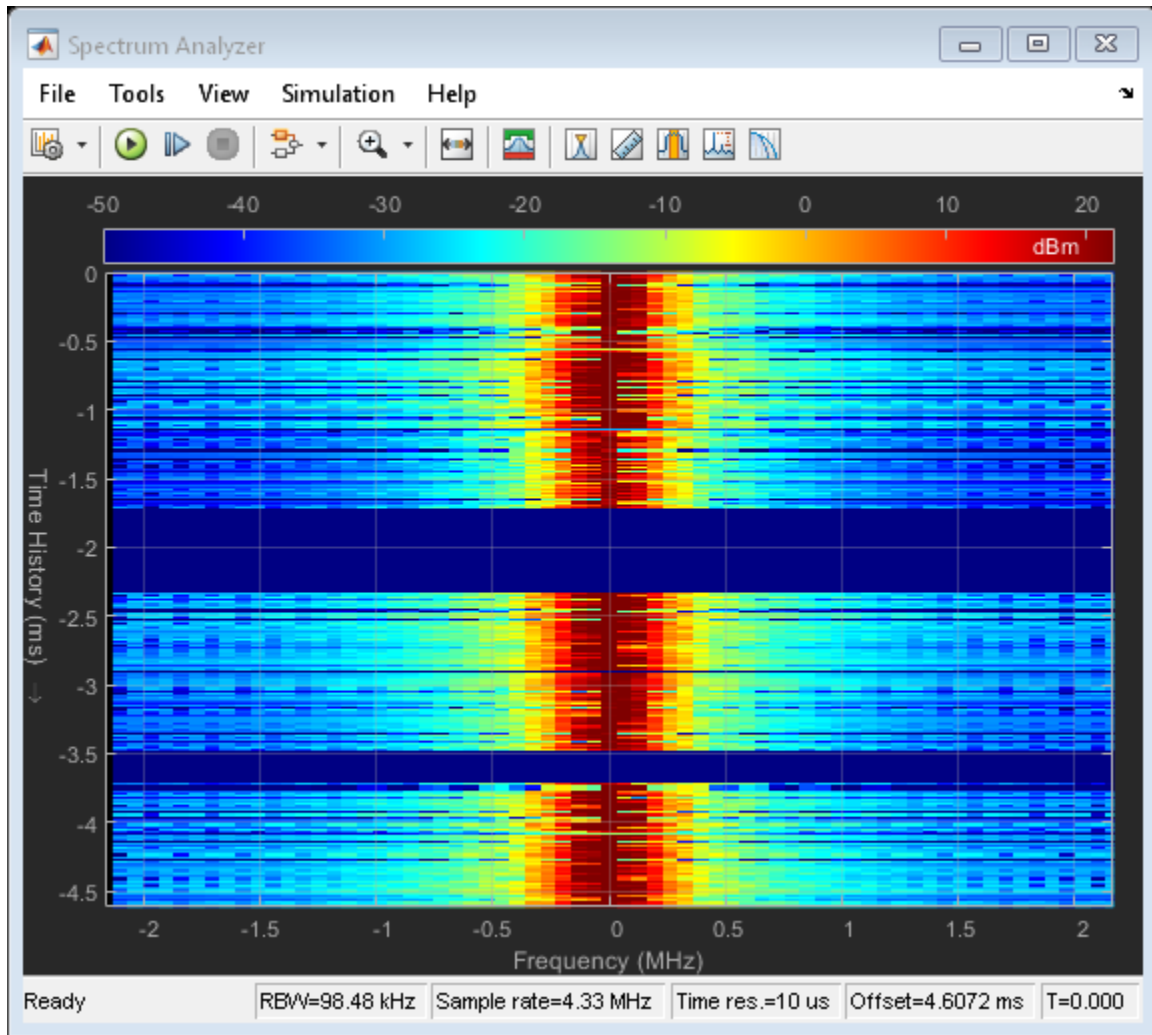 Spectrum Analyzer
File Tools View Simulation Help
-50 -40 -30 -20 -10 0 10 20
dBm
0
-0.5
-1
-1.5
-2
-2.5
-3
-3.5
-4
-4.5
Time History (ms) →
-2 -1.5 -1 -0.5 0 0.5 1 1.5 2
Frequency (MHz)
Ready RBW=98.48 kHz Sample rate=4.33 MHz Time res.=10 us Offset=4.6072 ms T=0.000